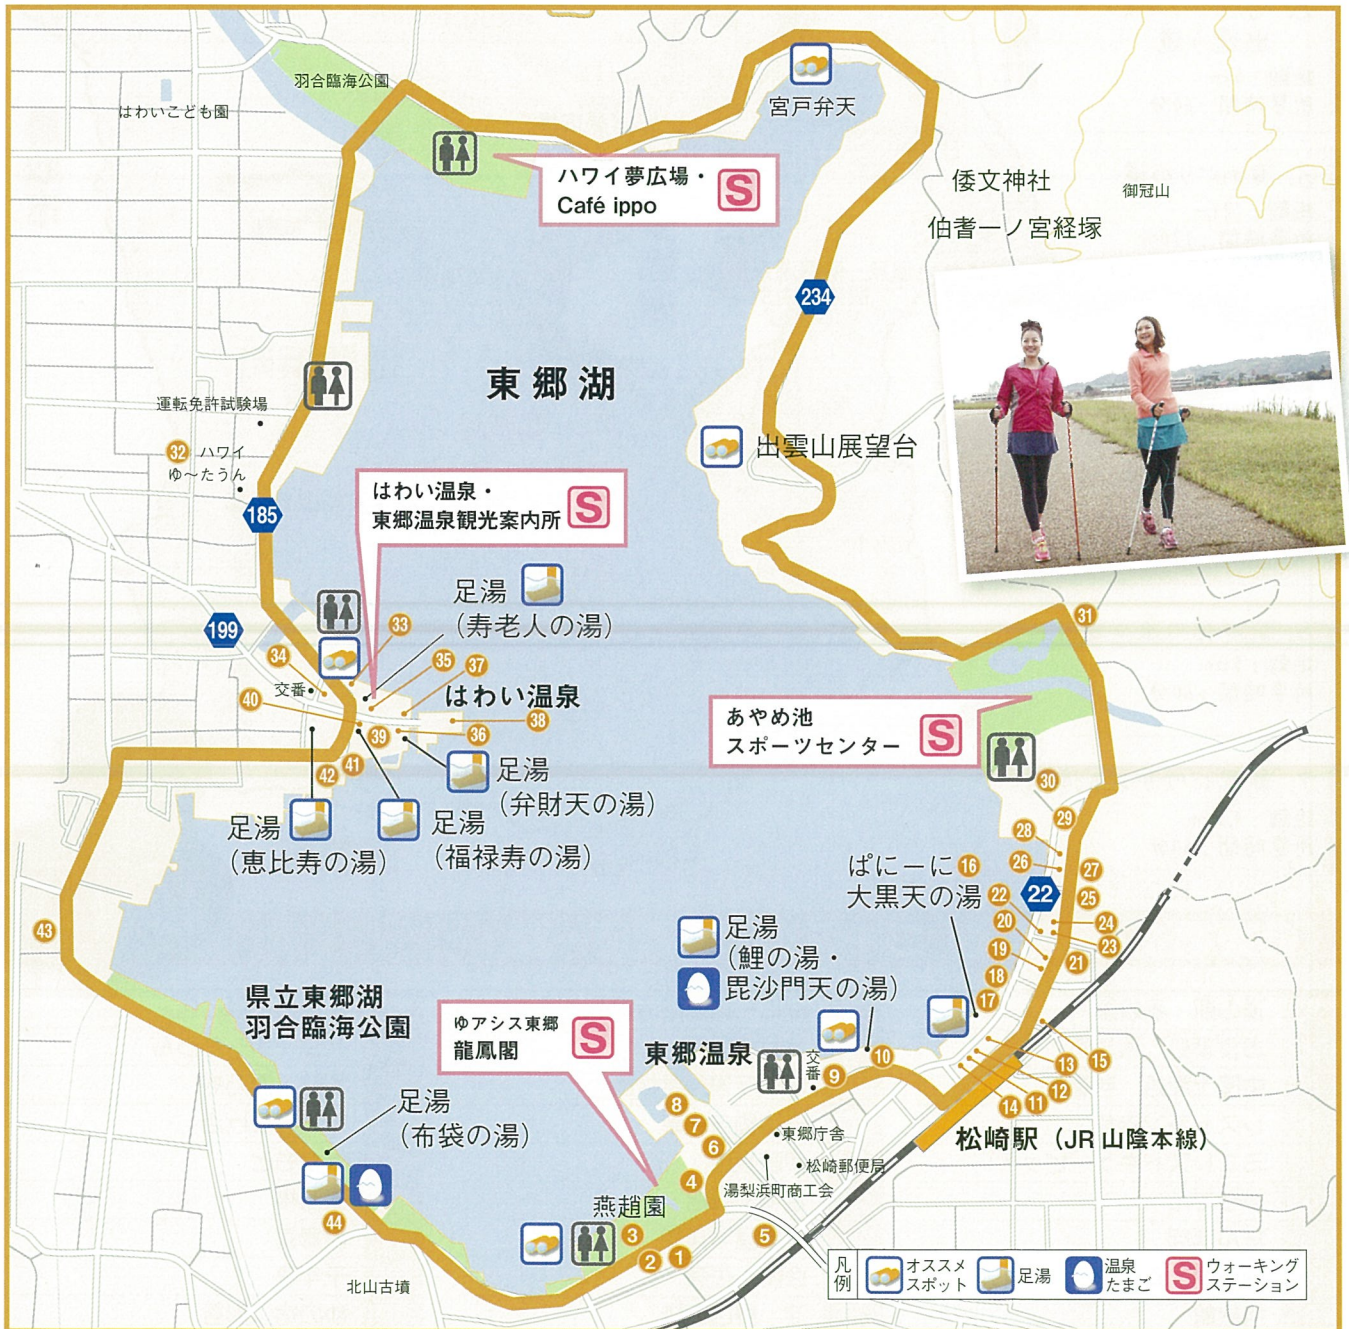 羽合臨海公園
はわいこども園
宮戸弁天
ハワイ夢広場・
Café ippo
S
倭文神社
御冠山
伯耆一ノ宮経塚
234
東郷湖
運転免許試験場
32 ハワイ
ゆ〜たうん
出雲山展望台
185
はわい温泉・
東郷温泉観光案内所
S
足湯
(寿老人の湯)
199
33
34
35
37
31
交番
はわい温泉
40
39
36
38
あやめ池
スポーツセンター
S
42
41
足湯
(弁財天の湯)
足湯
(恵比寿の湯)
足湯
(福禄寿の湯)
30
29
28
26
27
25
22
24
23
ぱにーに 16
大黒天の湯
22
20
19
21
18
17
43
足湯
(鯉の湯・
毘沙門天の湯)
県立東郷湖
羽合臨海公園
ゆアシス東郷
龍鳳閣
S
東郷温泉
交番
9
10
13
15
12
11
14
松崎駅(JR山陰本線)
8
7
6
4
東郷庁舎
松崎郵便局
湯梨浜町商工会
足湯
(布袋の湯)
44
燕趙園
3
2
1
5
北山古墳
凡例
オススメ
スポット
足湯
温泉
たまご
S
ウォーキング
ステーション